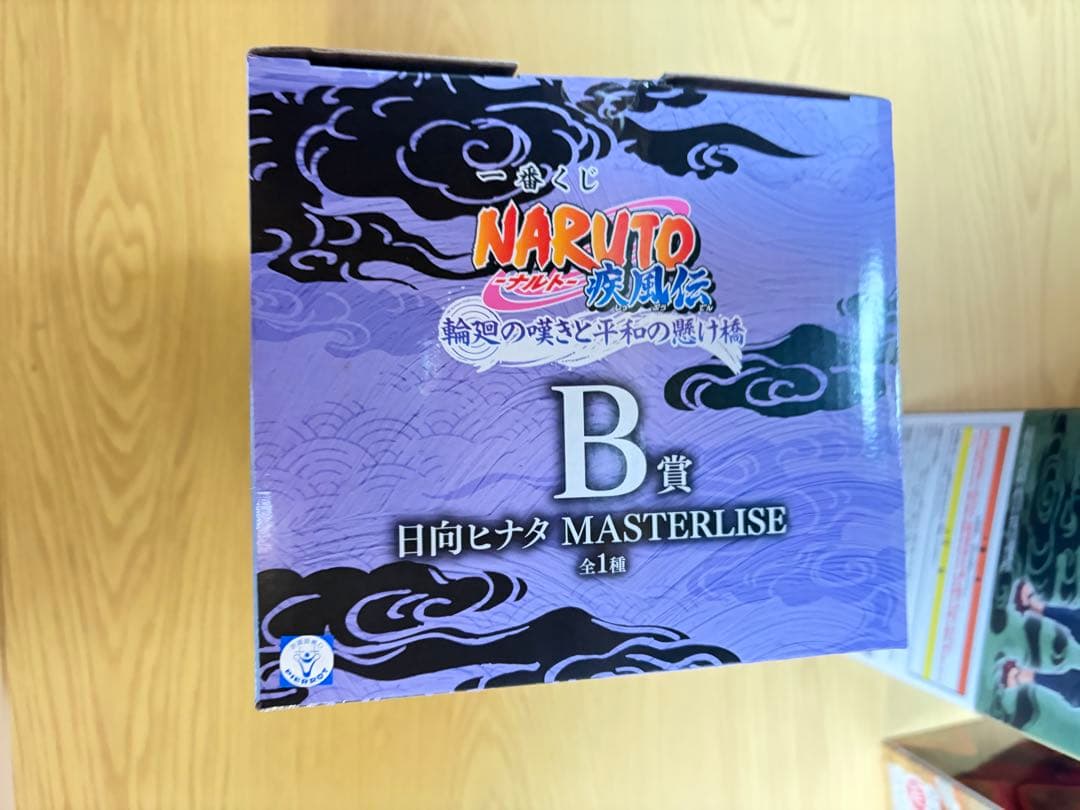 一番くじ
NARUTO
-ナルト-
疾風伝
輪廻の嘆きと平和の懸け橋
B賞
日向ヒナタ MASTERLISE
全1種
PIERROT